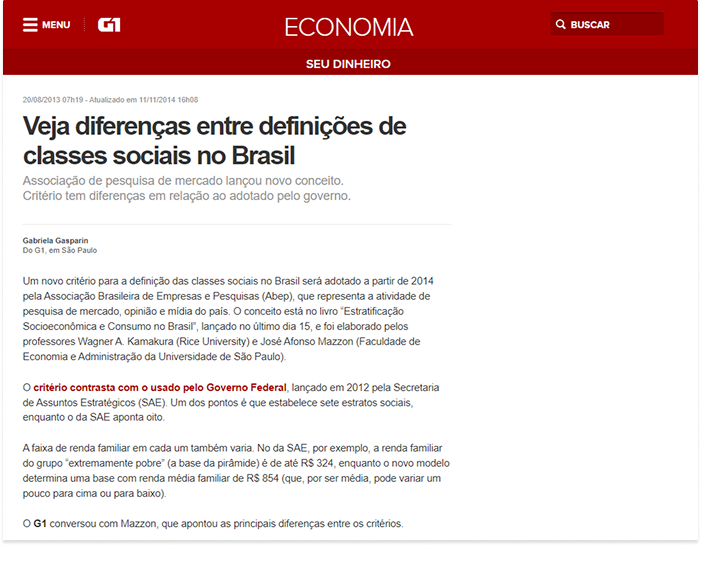 MENU
G1
ECONOMIA
BUSCAR
SEU DINHEIRO
20/08/2013 07h19 - Atualizado em 11/11/2014 16h08
Veja diferenças entre definições de
classes sociais no Brasil
Associação de pesquisa de mercado lançou novo conceito.
Critério tem diferenças em relação ao adotado pelo governo.
Gabriela Gasparin
Do G1, em São Paulo
Um novo critério para a definição das classes sociais no Brasil será adotado a partir de 2014
pela Associação Brasileira de Empresas e Pesquisas (Abep), que representa a atividade de
pesquisa de mercado, opinião e mídia do país. O conceito está no livro “Estratificação
Socioeconômica e Consumo no Brasil”, lançado no último dia 15, e foi elaborado pelos
professores Wagner A. Kamakura (Rice University) e José Afonso Mazzon (Faculdade de
Economia e Administração da Universidade de São Paulo).
O critério contrasta com o usado pelo Governo Federal, lançado em 2012 pela Secretaria
de Assuntos Estratégicos (SAE). Um dos pontos é que estabelece sete estratos sociais,
enquanto o da SAE aponta oito.
A faixa de renda familiar em cada um também varia. No da SAE, por exemplo, a renda familiar
do grupo “extremamente pobre” (a base da pirâmide) é de até R$ 324, enquanto o novo modelo
determina uma base com renda média familiar de R$ 854 (que, por ser média, pode variar um
pouco para cima ou para baixo).
O G1 conversou com Mazzon, que apontou as principais diferenças entre os critérios.